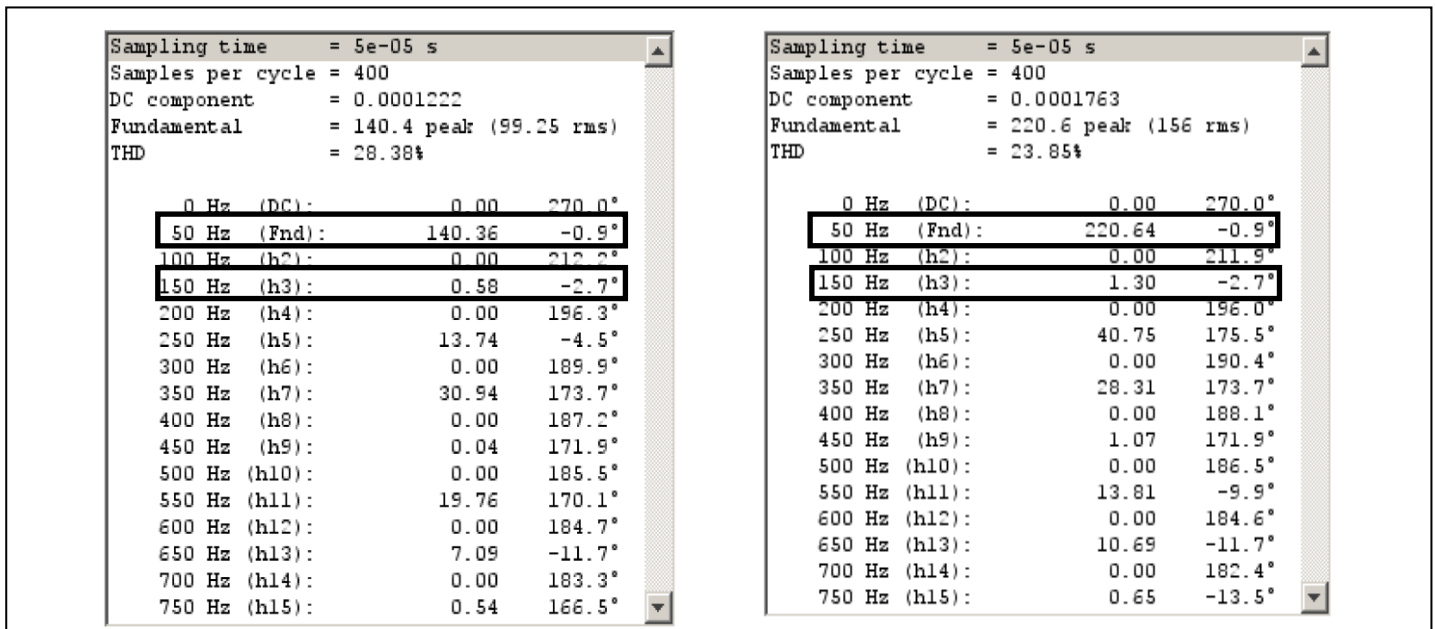 Sampling time = 5e-05 s
Samples per cycle = 400
DC component = 0.0001222
Fundamental = 140.4 peak (99.25 rms)
THD = 28.38%
0 Hz (DC): 0.00 270.0°
50 Hz (Fnd): 140.36 -0.9°
100 Hz (h2): 0.00 212.2°
150 Hz (h3): 0.58 -2.7°
200 Hz (h4): 0.00 196.3°
250 Hz (h5): 13.74 -4.5°
300 Hz (h6): 0.00 189.9°
350 Hz (h7): 30.94 173.7°
400 Hz (h8): 0.00 187.2°
450 Hz (h9): 0.04 171.9°
500 Hz (h10): 0.00 185.5°
550 Hz (h11): 19.76 170.1°
600 Hz (h12): 0.00 184.7°
650 Hz (h13): 7.09 -11.7°
700 Hz (h14): 0.00 183.3°
750 Hz (h15): 0.54 166.5°
Sampling time = 5e-05 s
Samples per cycle = 400
DC component = 0.0001763
Fundamental = 220.6 peak (156 rms)
THD = 23.85%
0 Hz (DC): 0.00 270.0°
50 Hz (Fnd): 220.64 -0.9°
100 Hz (h2): 0.00 211.9°
150 Hz (h3): 1.30 -2.7°
200 Hz (h4): 0.00 196.0°
250 Hz (h5): 40.75 175.5°
300 Hz (h6): 0.00 190.4°
350 Hz (h7): 28.31 173.7°
400 Hz (h8): 0.00 188.1°
450 Hz (h9): 1.07 171.9°
500 Hz (h10): 0.00 186.5°
550 Hz (h11): 13.81 -9.9°
600 Hz (h12): 0.00 184.6°
650 Hz (h13): 10.69 -11.7°
700 Hz (h14): 0.00 182.4°
750 Hz (h15): 0.65 -13.5°